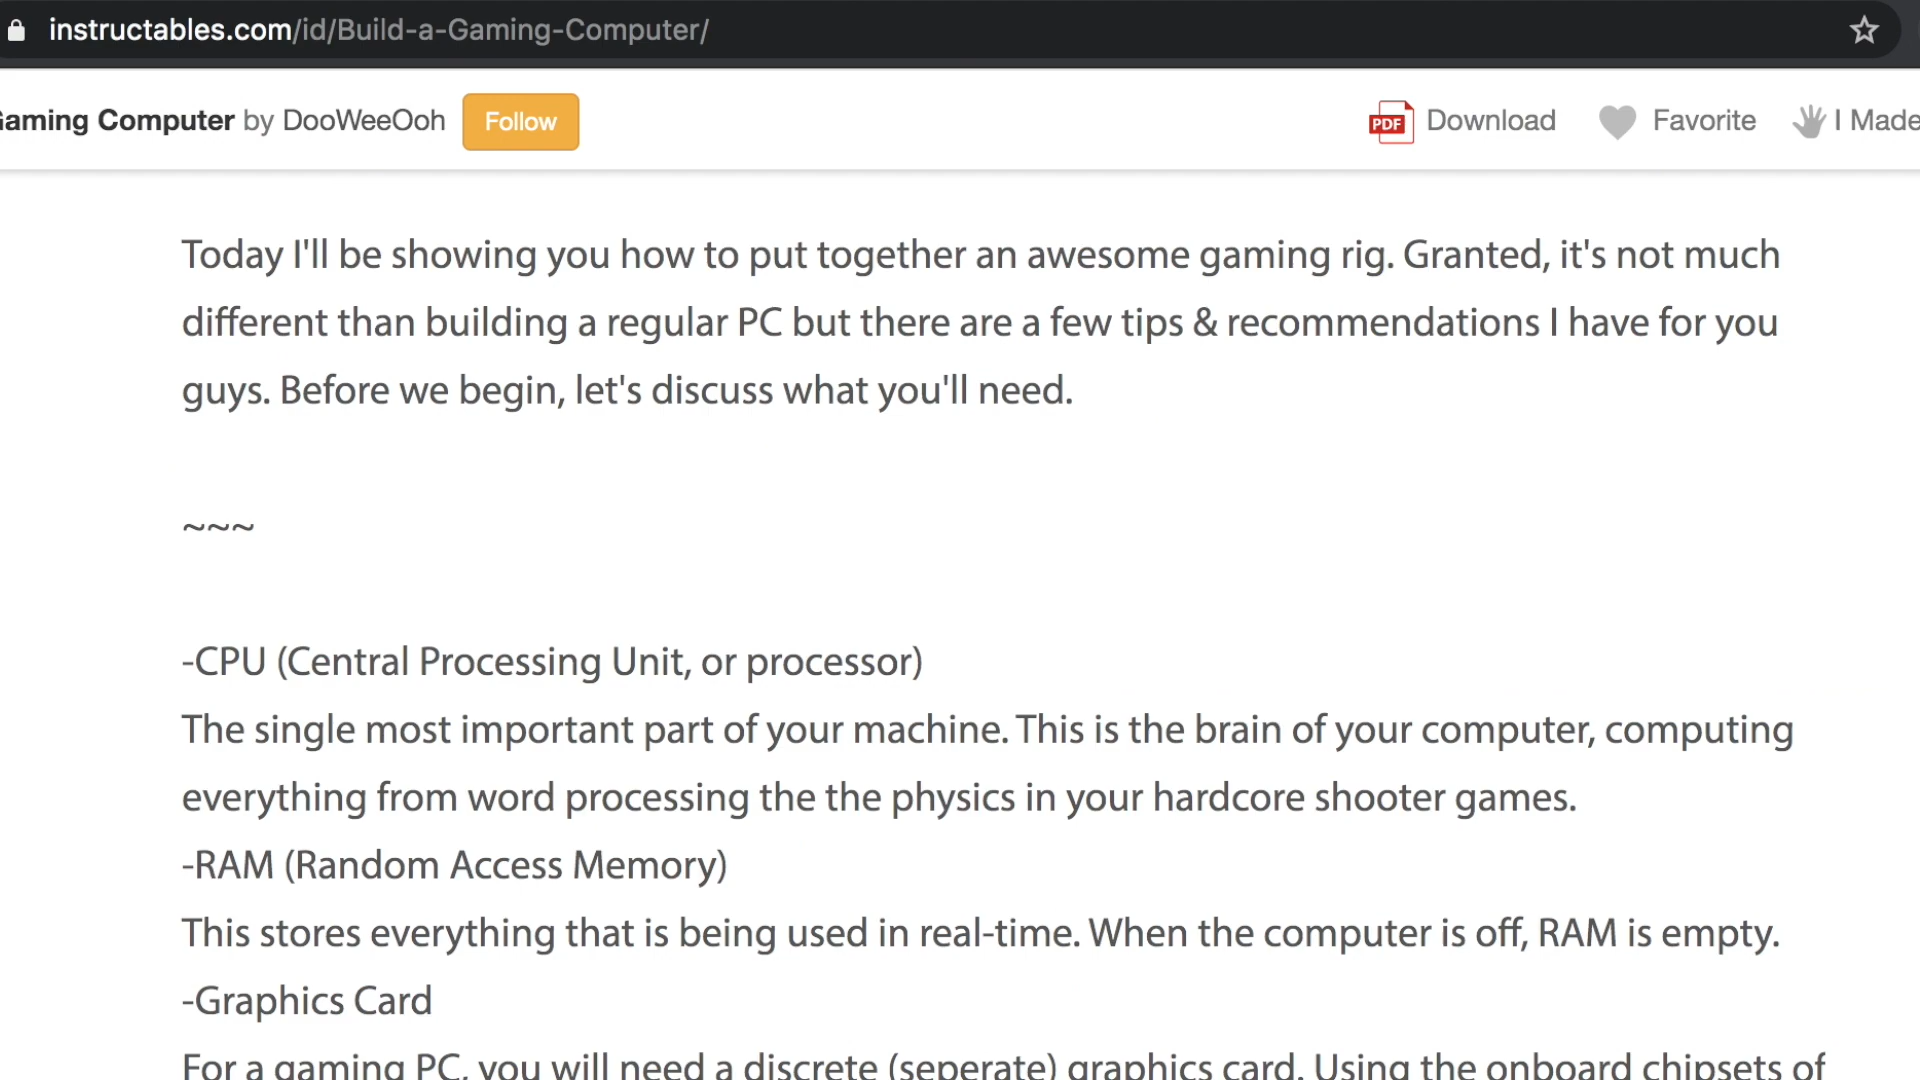 instructables.com/id/Build-a-Gaming-Computer/
Gaming Computer by DooWeeOoh Follow PDF Download Favorite I Made
Today I'll be showing you how to put together an awesome gaming rig. Granted, it's not much
different than building a regular PC but there are a few tips & recommendations I have for you
guys. Before we begin, let's discuss what you'll need.
~~~
-CPU (Central Processing Unit, or processor)
The single most important part of your machine. This is the brain of your computer, computing
everything from word processing the the physics in your hardcore shooter games.
-RAM (Random Access Memory)
This stores everything that is being used in real-time. When the computer is off, RAM is empty.
-Graphics Card
For a gaming PC, you will need a discrete (seperate) graphics card. Using the onboard chipsets of